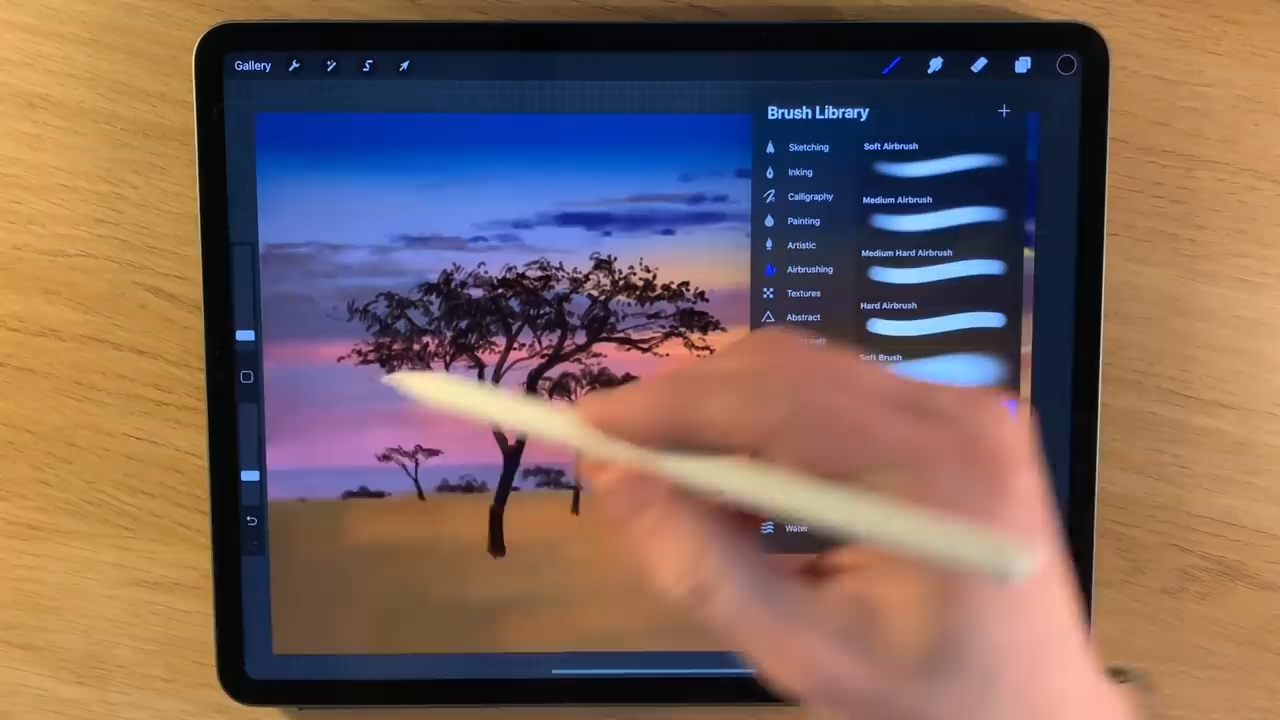 Gallery
Brush Library
Sketching
Inking
Calligraphy
Painting
Artistic
Airbrushing
Textures
Abstract
Water
Soft Airbrush
Medium Airbrush
Medium Hard Airbrush
Hard Airbrush
Soft Brush